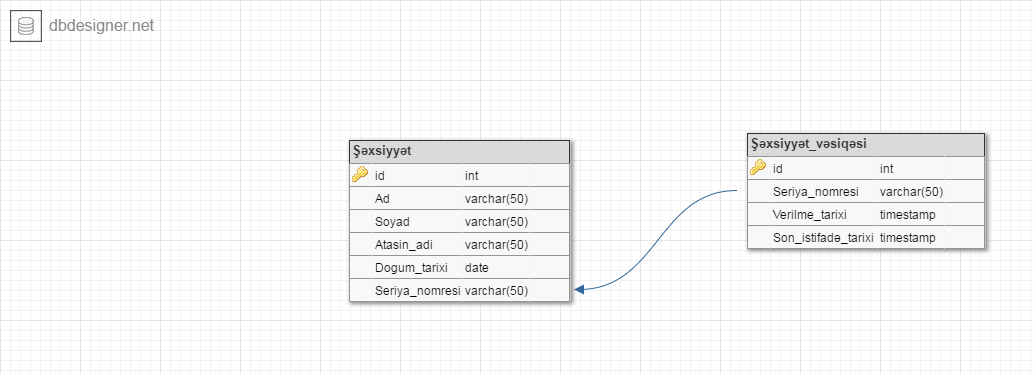 dbdesigner.net
Şəxsiyyət
id int
Ad varchar(50)
Soyad varchar(50)
Atasin_adi varchar(50)
Dogum_tarixi date
Seriya_nomresi varchar(50)
Şəxsiyyət_vəsiqəsi
id int
Seriya_nomresi varchar(50)
Verilme_tarixi timestamp
Son_istifadə_tarixi timestamp